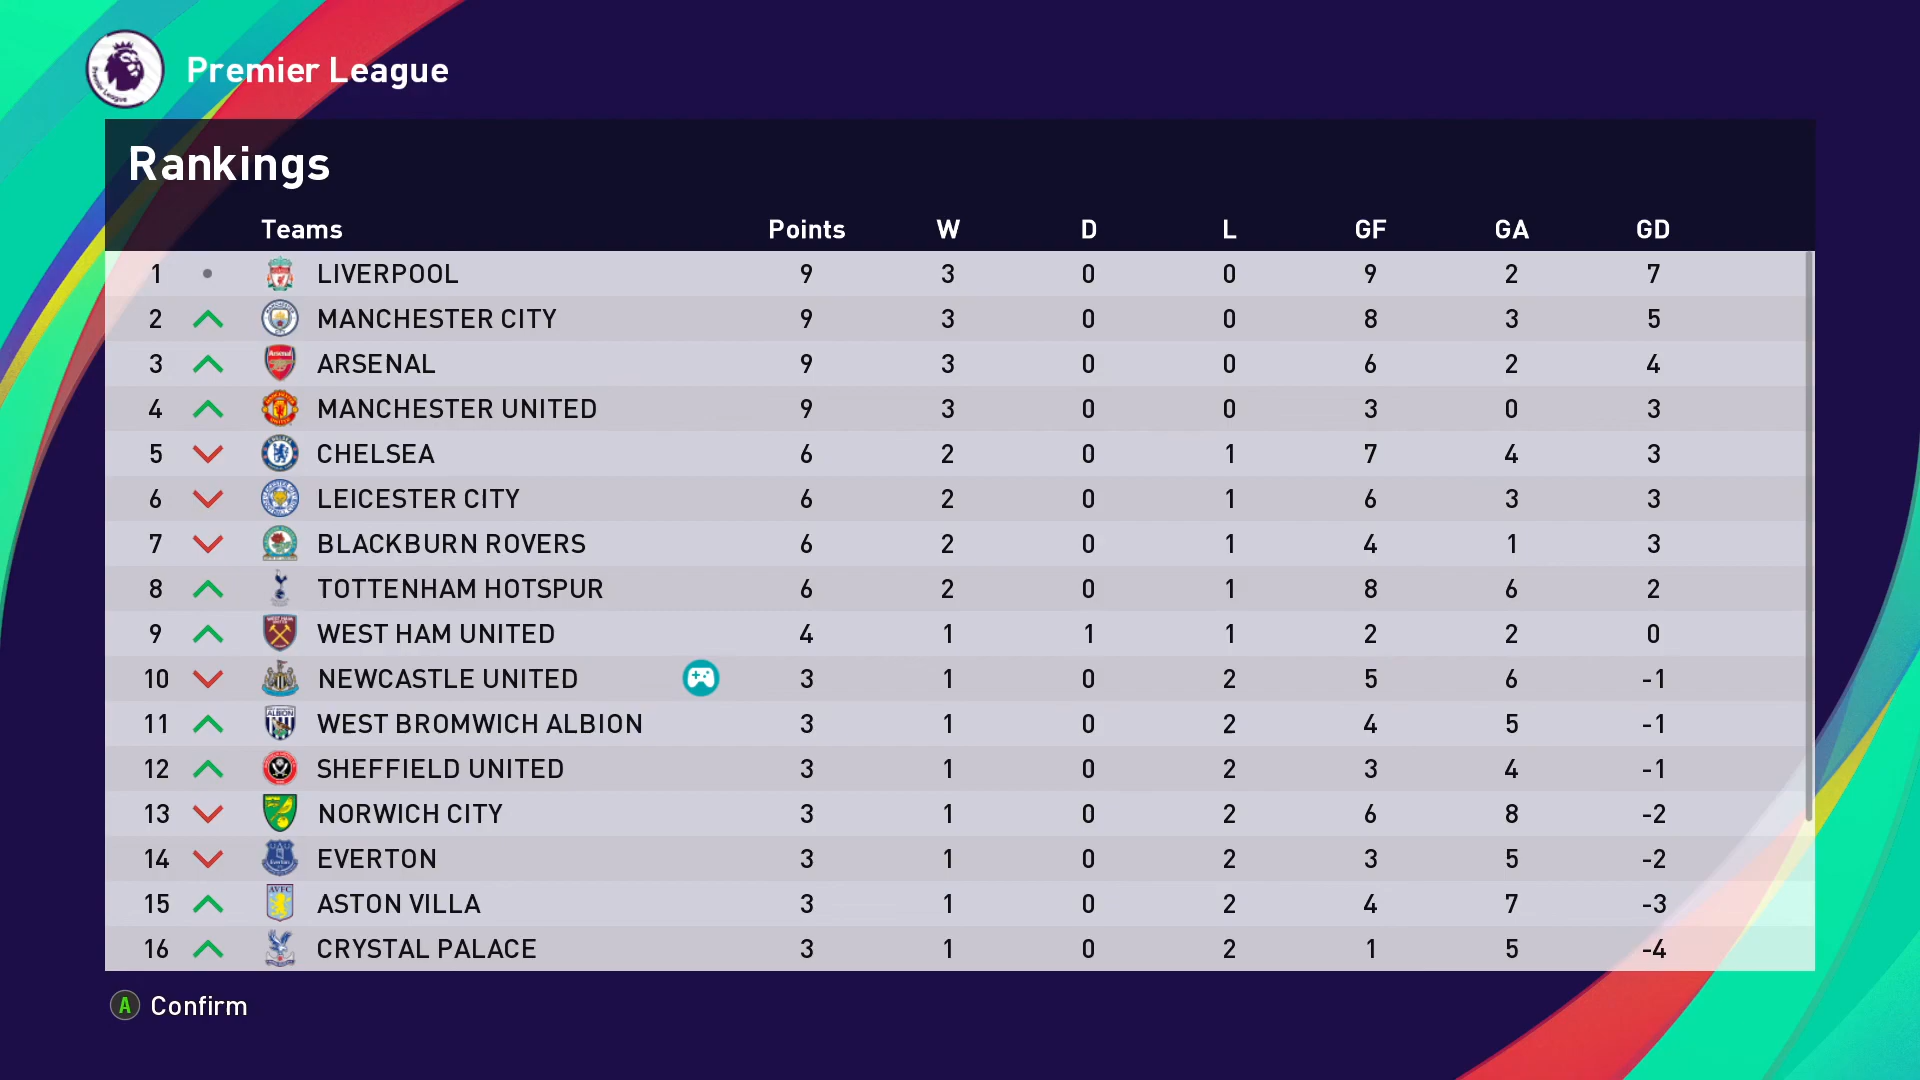 Premier League
Rankings
Teams Points W D L GF GA GD
1 LIVERPOOL 9 3 0 0 9 2 7
2 MANCHESTER CITY 9 3 0 0 8 3 5
3 ARSENAL 9 3 0 0 6 2 4
4 MANCHESTER UNITED 9 3 0 0 3 0 3
5 CHELSEA 6 2 0 1 7 4 3
6 LEICESTER CITY 6 2 0 1 6 3 3
7 BLACKBURN ROVERS 6 2 0 1 4 1 3
8 TOTTENHAM HOTSPUR 6 2 0 1 8 6 2
9 WEST HAM UNITED 4 1 1 1 2 2 0
10 NEWCASTLE UNITED 3 1 0 2 5 6 -1
11 WEST BROMWICH ALBION 3 1 0 2 4 5 -1
12 SHEFFIELD UNITED 3 1 0 2 3 4 -1
13 NORWICH CITY 3 1 0 2 6 8 -2
14 EVERTON 3 1 0 2 3 5 -2
15 ASTON VILLA 3 1 0 2 4 7 -3
16 CRYSTAL PALACE 3 1 0 2 1 5 -4
A Confirm